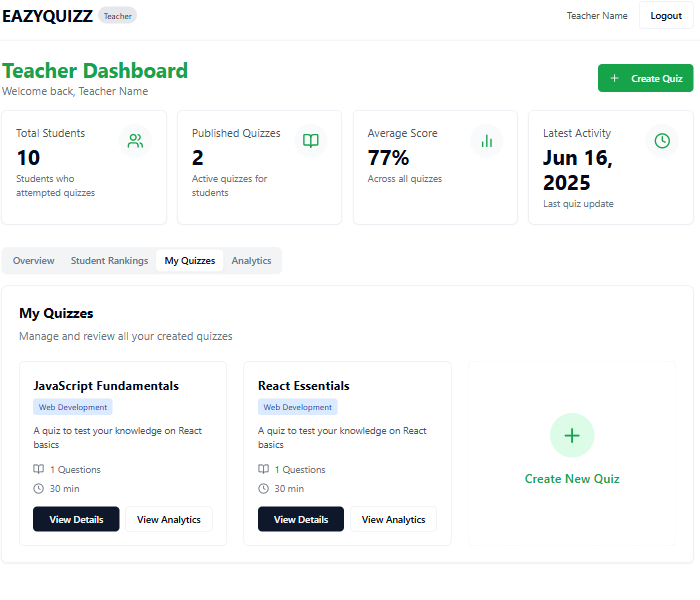 EAZYQUIZZ Teacher Teacher Name Logout
Teacher Dashboard
Welcome back, Teacher Name
Create Quiz
Total Students
10
Students who
attempted quizzes
Published Quizzes
2
Active quizzes for
students
Average Score
77%
Across all quizzes
Latest Activity
Jun 16,
2025
Last quiz update
Overview Student Rankings My Quizzes Analytics
My Quizzes
Manage and review all your created quizzes
JavaScript Fundamentals
Web Development
A quiz to test your knowledge on React
basics
1 Questions
30 min
View Details View Analytics
React Essentials
Web Development
A quiz to test your knowledge on React
basics
1 Questions
30 min
View Details View Analytics
Create New Quiz